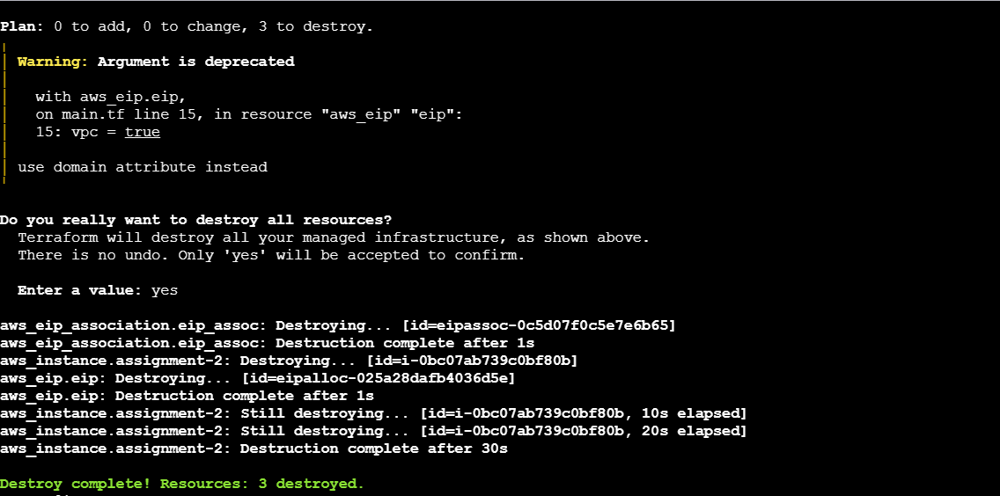 Plan: 0 to add, 0 to change, 3 to destroy.
Warning: Argument is deprecated
with aws_eip.eip,
on main.tf line 15, in resource "aws_eip" "eip":
15: vpc = true
use domain attribute instead
Do you really want to destroy all resources?
Terraform will destroy all your managed infrastructure, as shown above.
There is no undo. Only 'yes' will be accepted to confirm.
Enter a value: yes
aws_eip_association.eip_assoc: Destroying... [id=eipassoc-0c5d07f0c5e7e6b65]
aws_eip_association.eip_assoc: Destruction complete after 1s
aws_instance.assignment-2: Destroying... [id=i-0bc07ab739c0bf80b]
aws_eip.eip: Destroying... [id=eipalloc-025a28dafb4036d5e]
aws_eip.eip: Destruction complete after 1s
aws_instance.assignment-2: Still destroying... [id=i-0bc07ab739c0bf80b, 10s elapsed]
aws_instance.assignment-2: Still destroying... [id=i-0bc07ab739c0bf80b, 20s elapsed]
aws_instance.assignment-2: Destruction complete after 30s
Destroy complete! Resources: 3 destroyed.